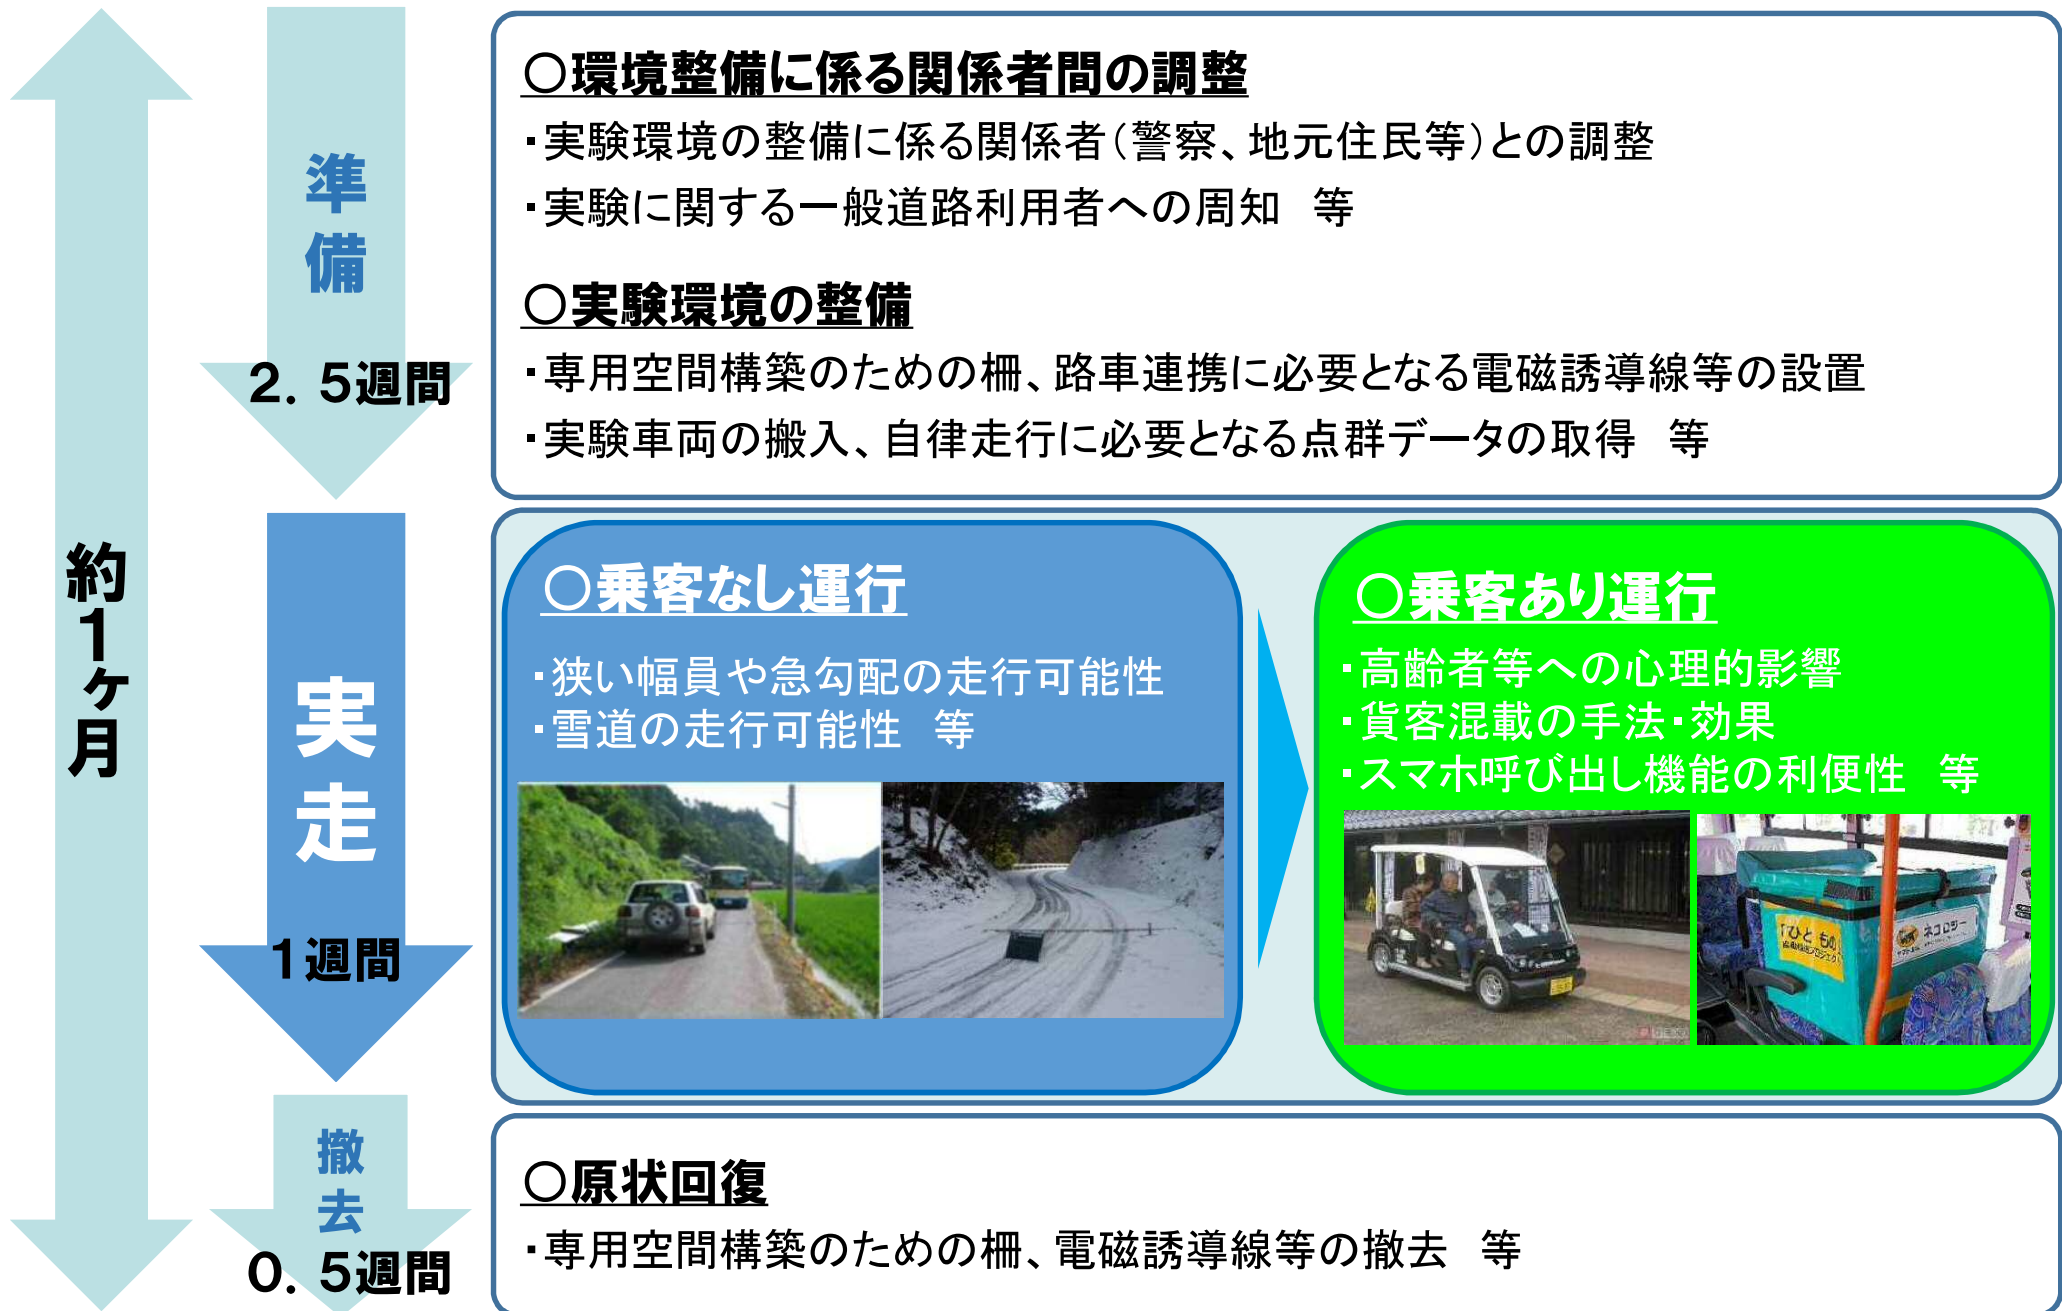 約1ヶ月
準備
2．5週間
○環境整備に係る関係者間の調整
・実験環境の整備に係る関係者（警察、地元住民等）との調整
・実験に関する一般道路利用者への周知　等
○実験環境の整備
・専用空間構築のための柵、路車連携に必要となる電磁誘導線等の設置
・実験車両の搬入、自律走行に必要となる点群データの取得　等
実走
1週間
○乗客なし運行
・狭い幅員や急勾配の走行可能性
・雪道の走行可能性　等
○乗客あり運行
・高齢者等への心理的影響
・貨客混載の手法・効果
・スマホ呼び出し機能の利便性　等
ひと もの
ネコロジー
撤去
0．5週間
○原状回復
・専用空間構築のための柵、電磁誘導線等の撤去　等